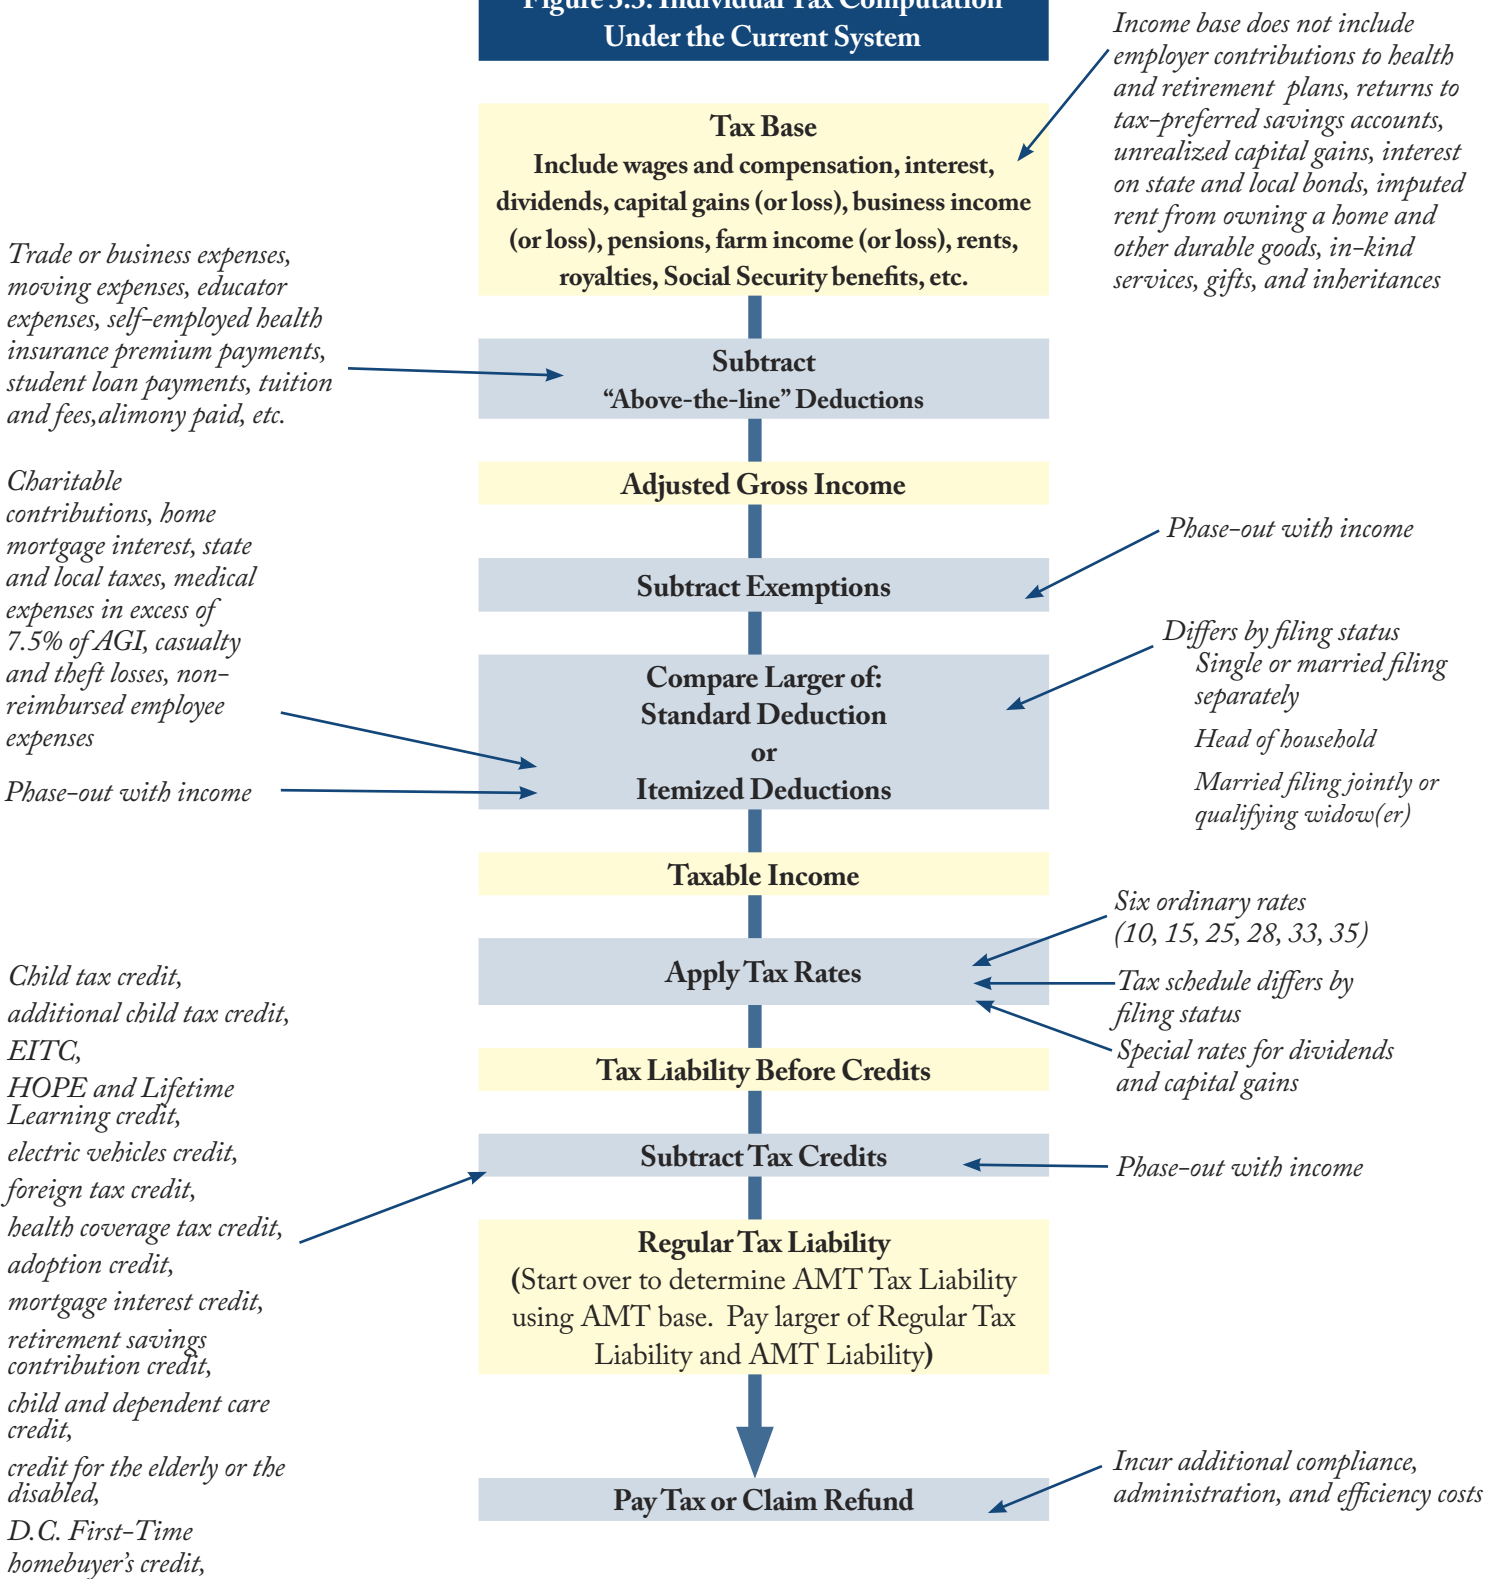 Figure 3.3. Individual Tax Computation
Under the Current System
Income base does not include
employer contributions to health
and retirement plans, returns to
tax-preferred savings accounts,
unrealized capital gains, interest
on state and local bonds, imputed
rent from owning a home and
other durable goods, in-kind
services, gifts, and inheritances
Tax Base
Include wages and compensation, interest,
dividends, capital gains (or loss), business income
(or loss), pensions, farm income (or loss), rents,
royalties, Social Security benefits, etc.
Trade or business expenses,
moving expenses, educator
expenses, self-employed health
insurance premium payments,
student loan payments, tuition
and fees,alimony paid, etc.
Subtract
“Above-the-line” Deductions
Adjusted Gross Income
Charitable
contributions, home
mortgage interest, state
and local taxes, medical
expenses in excess of
7.5% of AGI, casualty
and theft losses, non-
reimbursed employee
expenses
Phase-out with income
Phase-out with income
Subtract Exemptions
Differs by filing status
Single or married filing
separately
Head of household
Married filing jointly or
qualifying widow(er)
Compare Larger of:
Standard Deduction
or
Itemized Deductions
Taxable Income
Six ordinary rates
(10, 15, 25, 28, 33, 35)
Tax schedule differs by
filing status
Special rates for dividends
and capital gains
Apply Tax Rates
Tax Liability Before Credits
Child tax credit,
additional child tax credit,
EITC,
HOPE and Lifetime
Learning credit,
electric vehicles credit,
foreign tax credit,
health coverage tax credit,
adoption credit,
mortgage interest credit,
retirement savings
contribution credit,
child and dependent care
credit,
credit for the elderly or the
disabled,
D.C. First-Time
homebuyer’s credit,
Subtract Tax Credits
Phase-out with income
Regular Tax Liability
(Start over to determine AMT Tax Liability
using AMT base. Pay larger of Regular Tax
Liability and AMT Liability)
Pay Tax or Claim Refund
Incur additional compliance,
administration, and efficiency costs